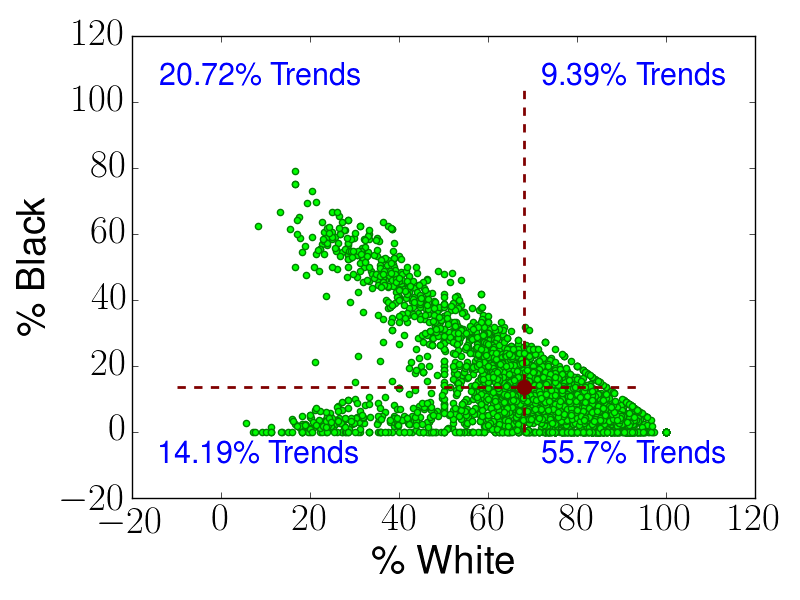 120
20.72% Trends 9.39% Trends
100
80
60
% Black
40
20
0
14.19% Trends 55.7% Trends
−20
−20 0 20 40 60 80 100 120
% White